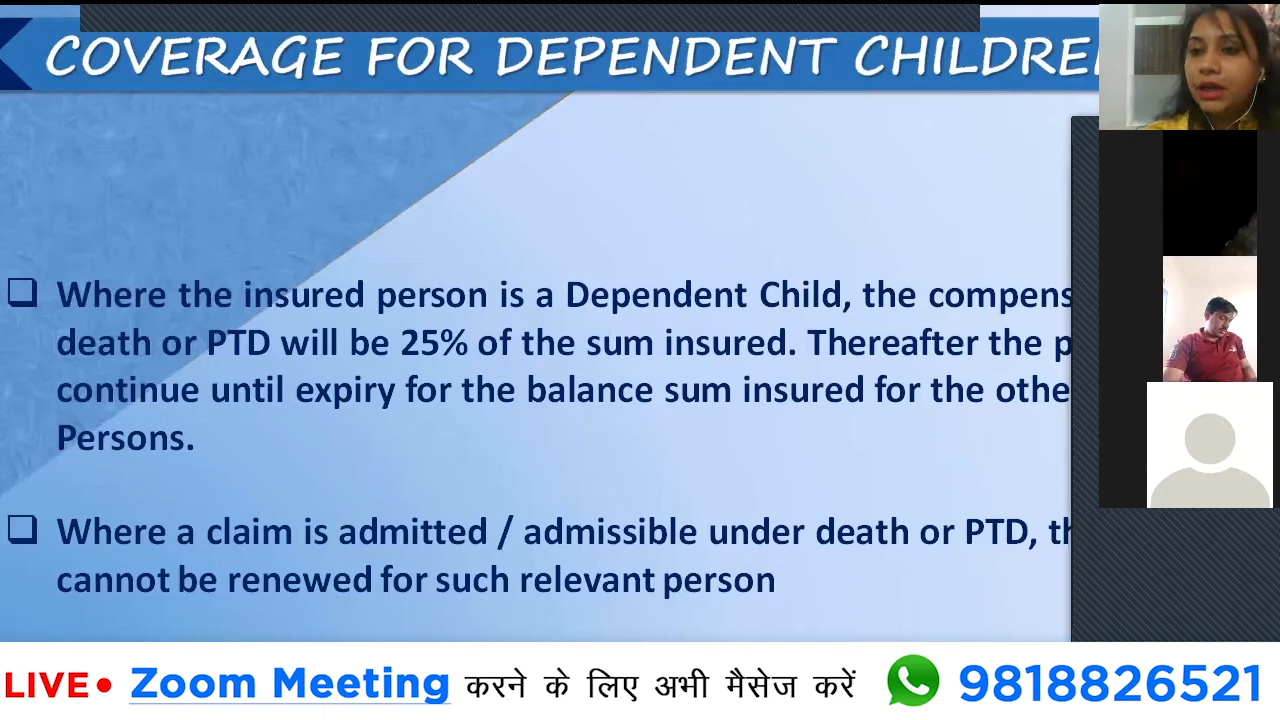 COVERAGE FOR DEPENDENT CHILDRE
Where the insured person is a Dependent Child, the compens
death or PTD will be 25% of the sum insured. Thereafter the p
continue until expiry for the balance sum insured for the othe
Persons.
Where a claim is admitted / admissible under death or PTD, th
cannot be renewed for such relevant person
LIVE• Zoom Meeting करने के लिए अभी मैसेज करें 9818826521